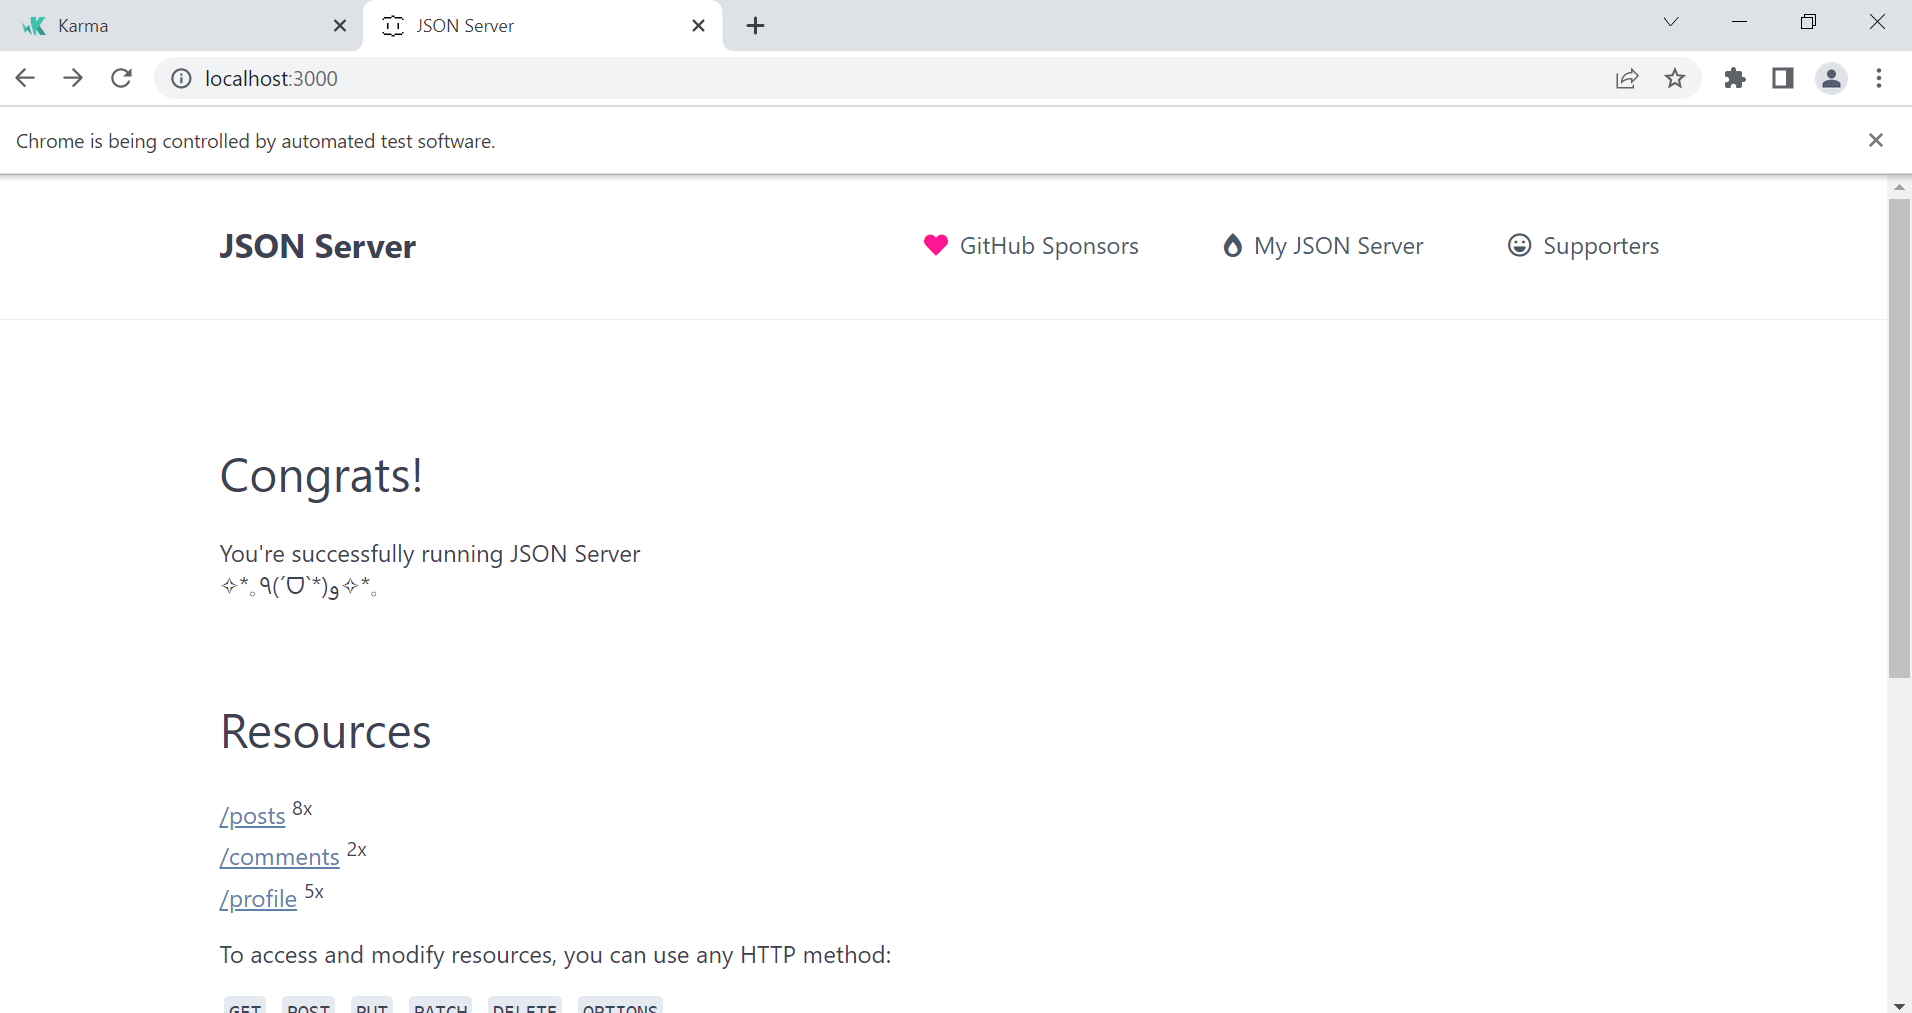 Karma
JSON Server
localhost:3000
Chrome is being controlled by automated test software.
JSON Server
GitHub Sponsors
My JSON Server
Supporters
Congrats!
You're successfully running JSON Server
✧*｡٩(ˊᗜˋ*)و✧*｡
Resources
/posts 8x
/comments 2x
/profile 5x
To access and modify resources, you can use any HTTP method:
GET POST PUT PATCH DELETE OPTIONS